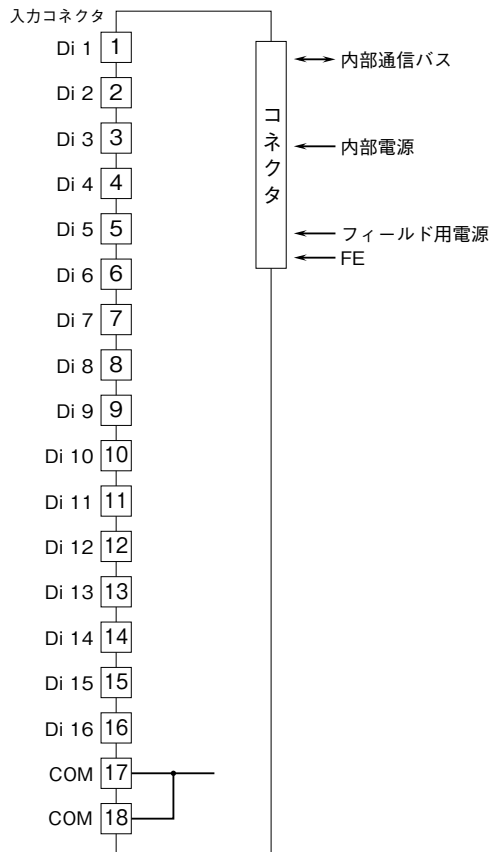 入力コネクタ
Di 1 1
Di 2 2
Di 3 3
Di 4 4
Di 5 5
Di 6 6
Di 7 7
Di 8 8
Di 9 9
Di 10 10
Di 11 11
Di 12 12
Di 13 13
Di 14 14
Di 15 15
Di 16 16
COM 17
COM 18
コネクタ
内部通信バス
内部電源
フィールド用電源
FE